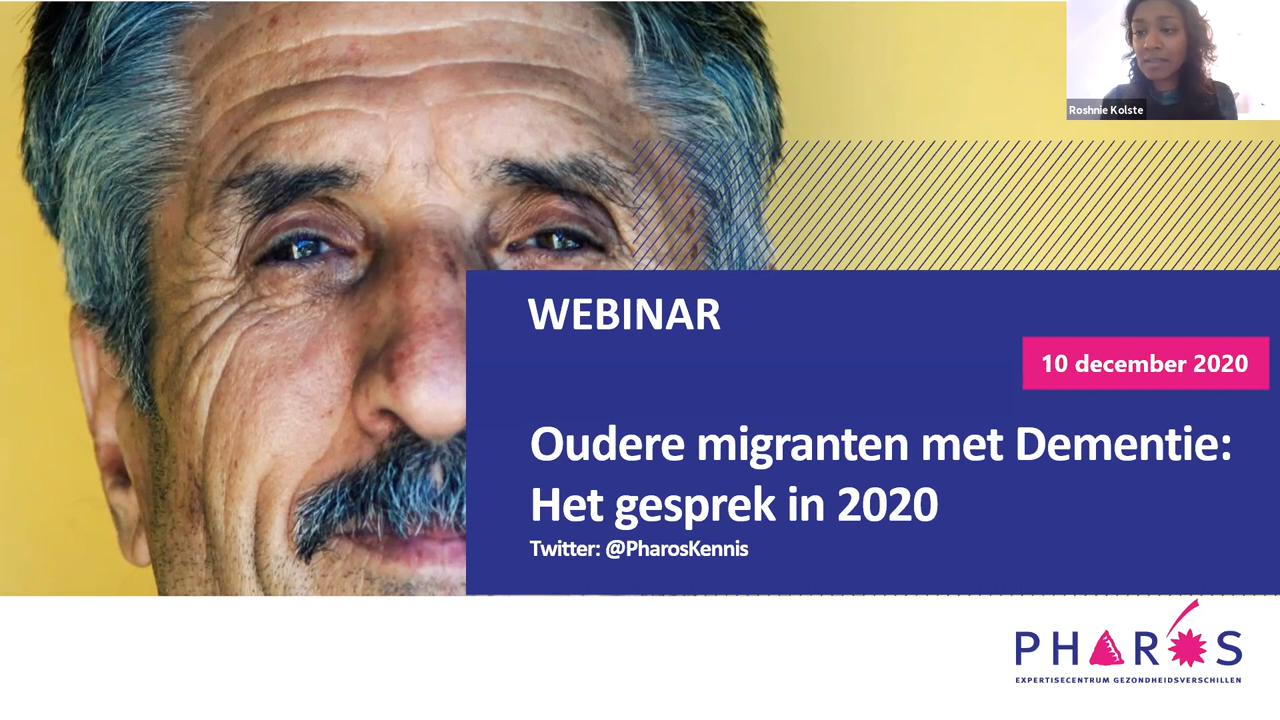 Roshnie Kolste
WEBINAR
10 december 2020
Oudere migranten met Dementie:
Het gesprek in 2020
Twitter: @PharosKennis
PHAROS
EXPERTISECENTRUM GEZONDHEIDSVERSCHILLEN